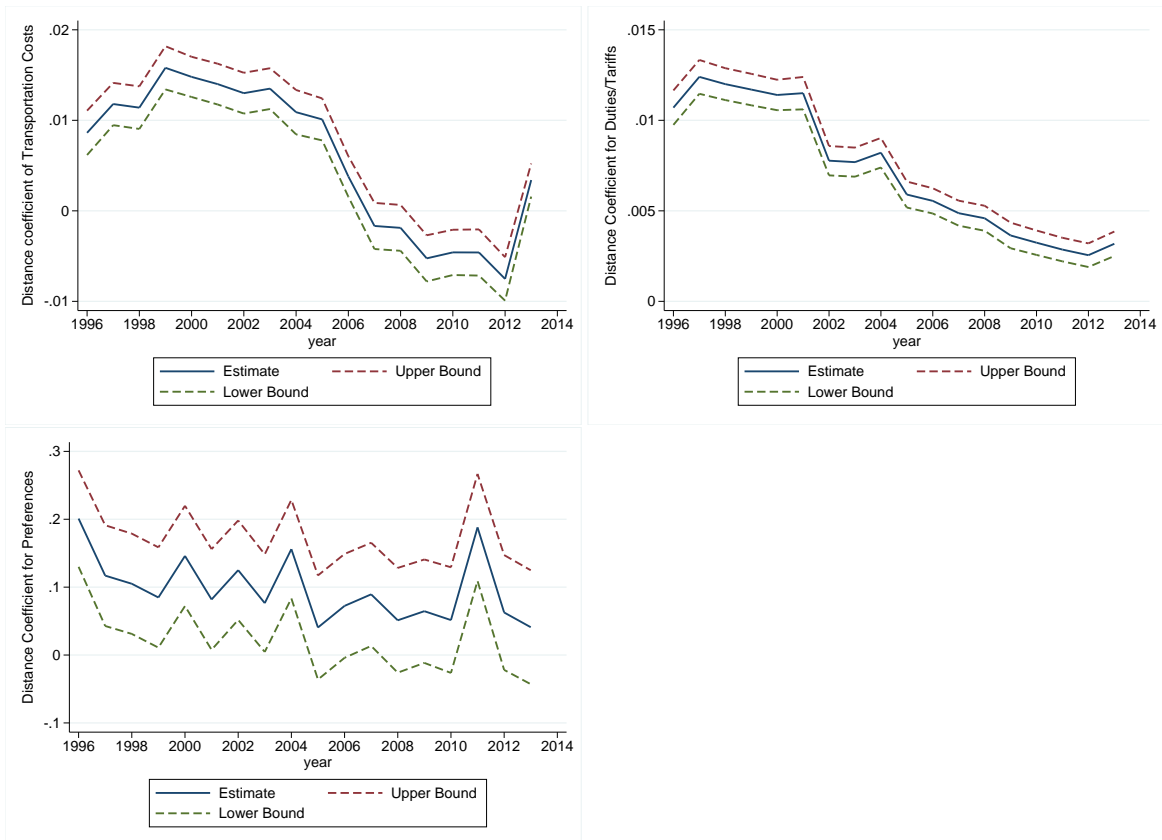 Distance coefficient of Transportation Costs
.02
.01
0
-.01
1996 1998 2000 2002 2004 2006 2008 2010 2012 2014
year
Estimate Upper Bound
Lower Bound
Distance Coefficient for Duties/Tariffs
.015
.01
.005
0
1996 1998 2000 2002 2004 2006 2008 2010 2012 2014
year
Estimate Upper Bound
Lower Bound
Distance Coefficient for Preferences
.3
.2
.1
0
-.1
1996 1998 2000 2002 2004 2006 2008 2010 2012 2014
year
Estimate Upper Bound
Lower Bound